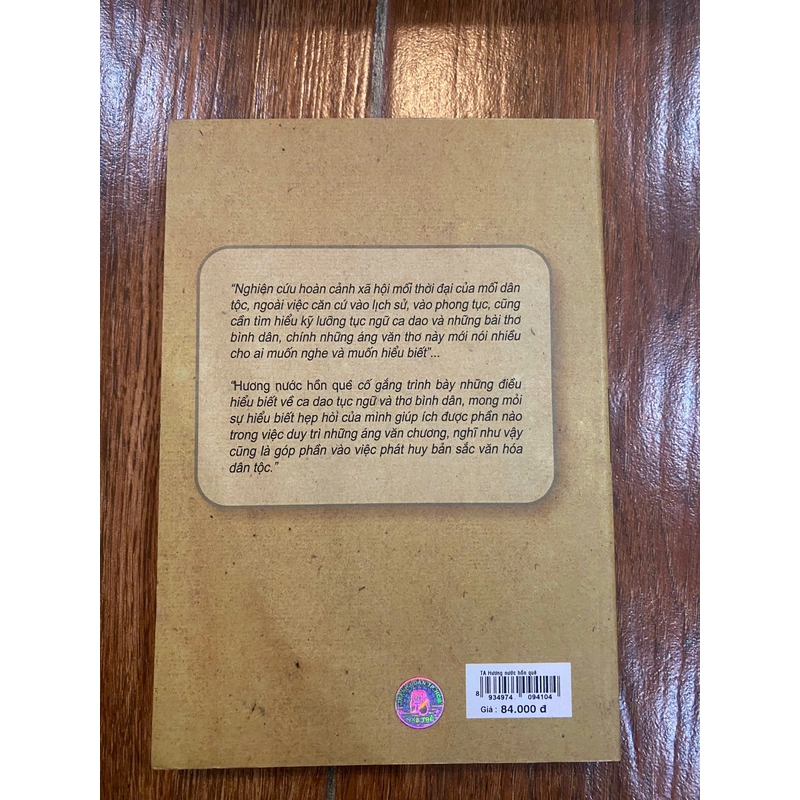 “Nghiên cứu hoàn cảnh xã hội mỗi thời đại của mỗi dân
tộc, ngoài việc căn cứ vào lịch sử, vào phong tục, cũng
cần tìm hiểu kỹ lưỡng tục ngữ ca dao và những bài thơ
bình dân, chính những áng văn thơ này mới nói nhiều
cho ai muốn nghe và muốn hiểu biết”...
“Hương nước hồn quê cố gắng trình bày những điều
hiểu biết về ca dao tục ngữ và thơ bình dân, mong mỏi
sự hiểu biết hẹp hòi của mình giúp ích được phần nào
trong việc duy trì những áng văn chương, nghĩ như vậy
cũng là góp phần vào việc phát huy bản sắc văn hóa
dân tộc.”
TA Hương nước hồn quê
8 934974 094104
Giá : 84.000 đ